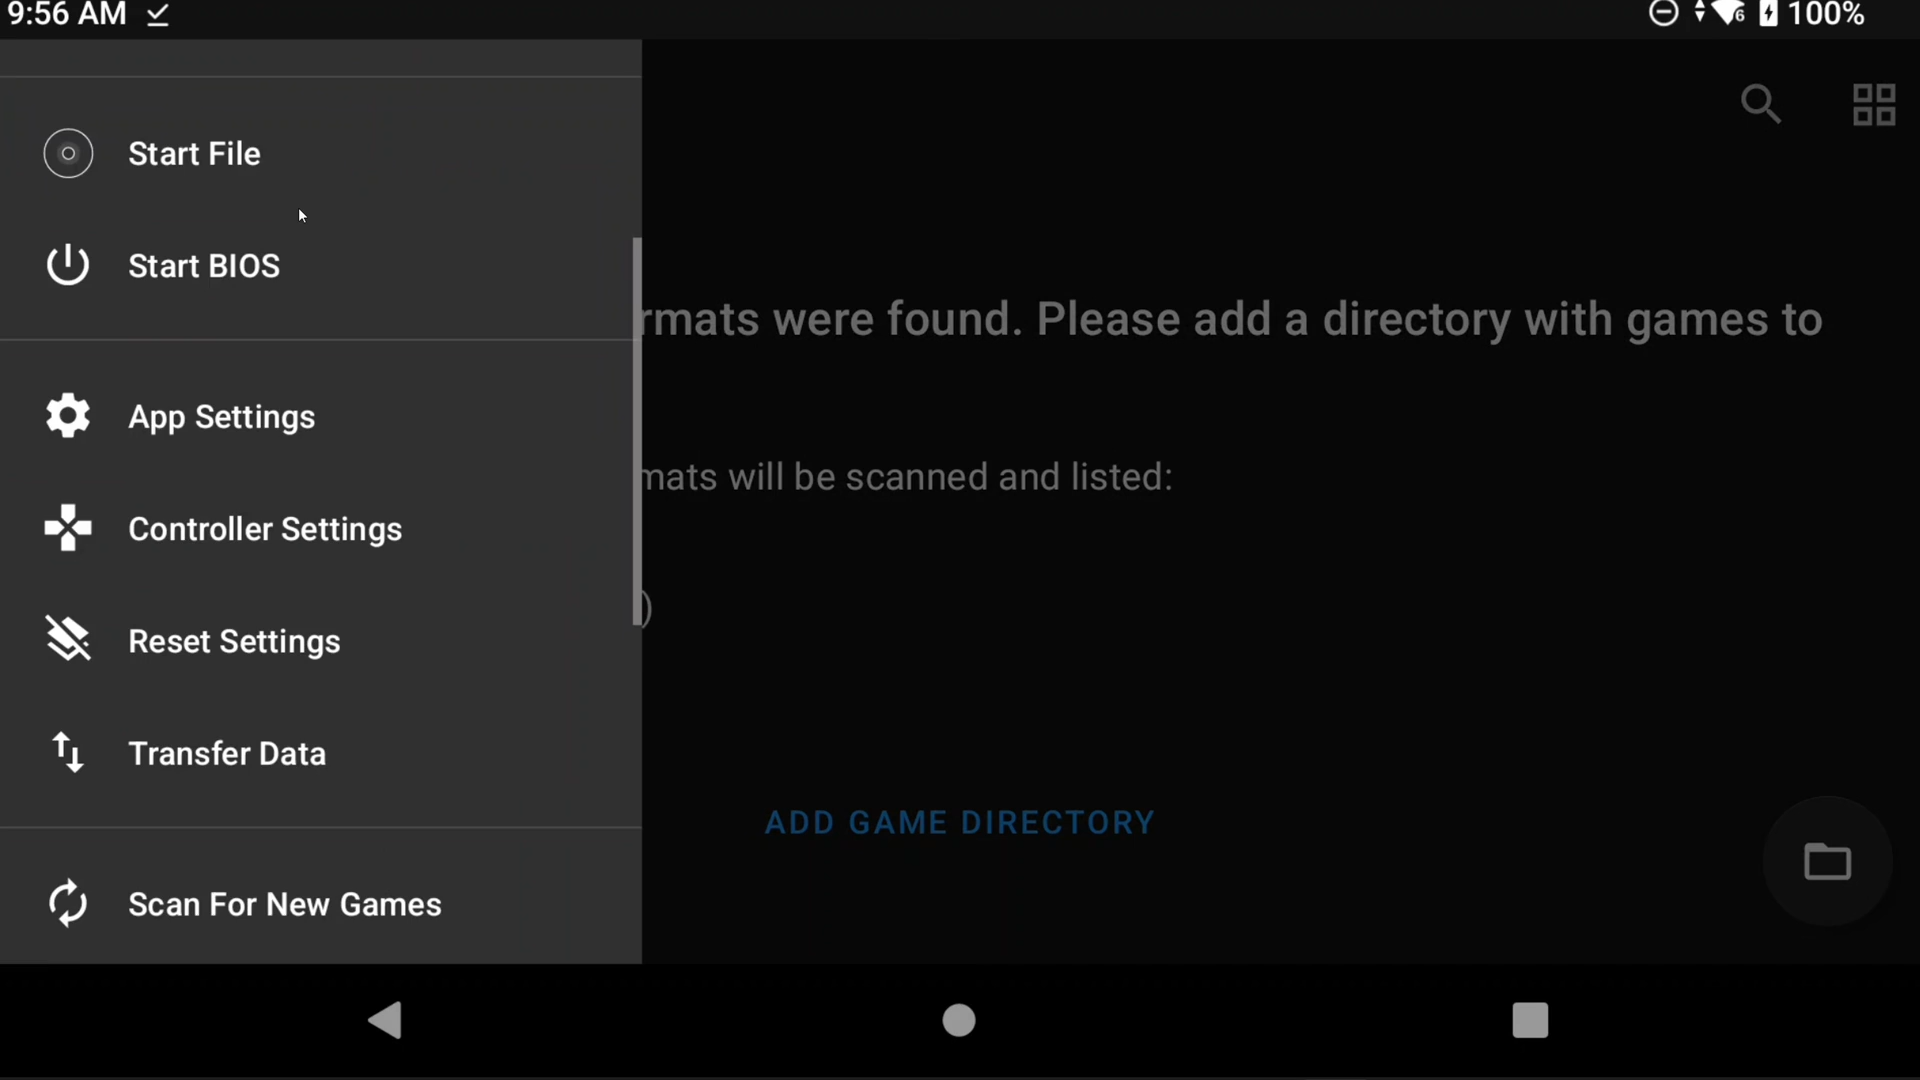 9:56 AM
6 100%
Start File
Start BIOS
rmats were found. Please add a directory with games to
App Settings
mats will be scanned and listed:
Controller Settings
)
Reset Settings
Transfer Data
ADD GAME DIRECTORY
Scan For New Games